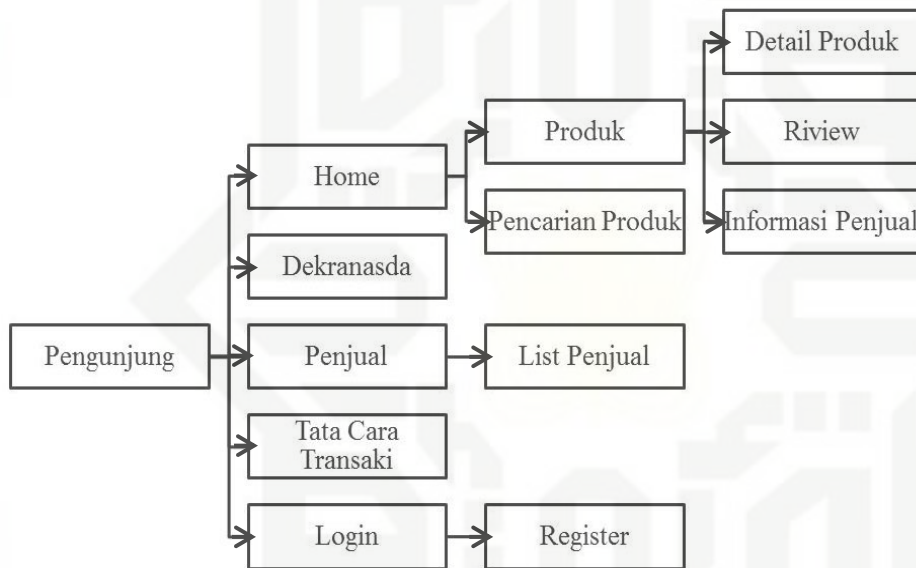 Detail Produk
Produk
Riview
Home
Pencarian Produk
Informasi Penjual
Dekranasda
Pengunjung
Penjual
List Penjual
Tata Cara
Transaki
Login
Register